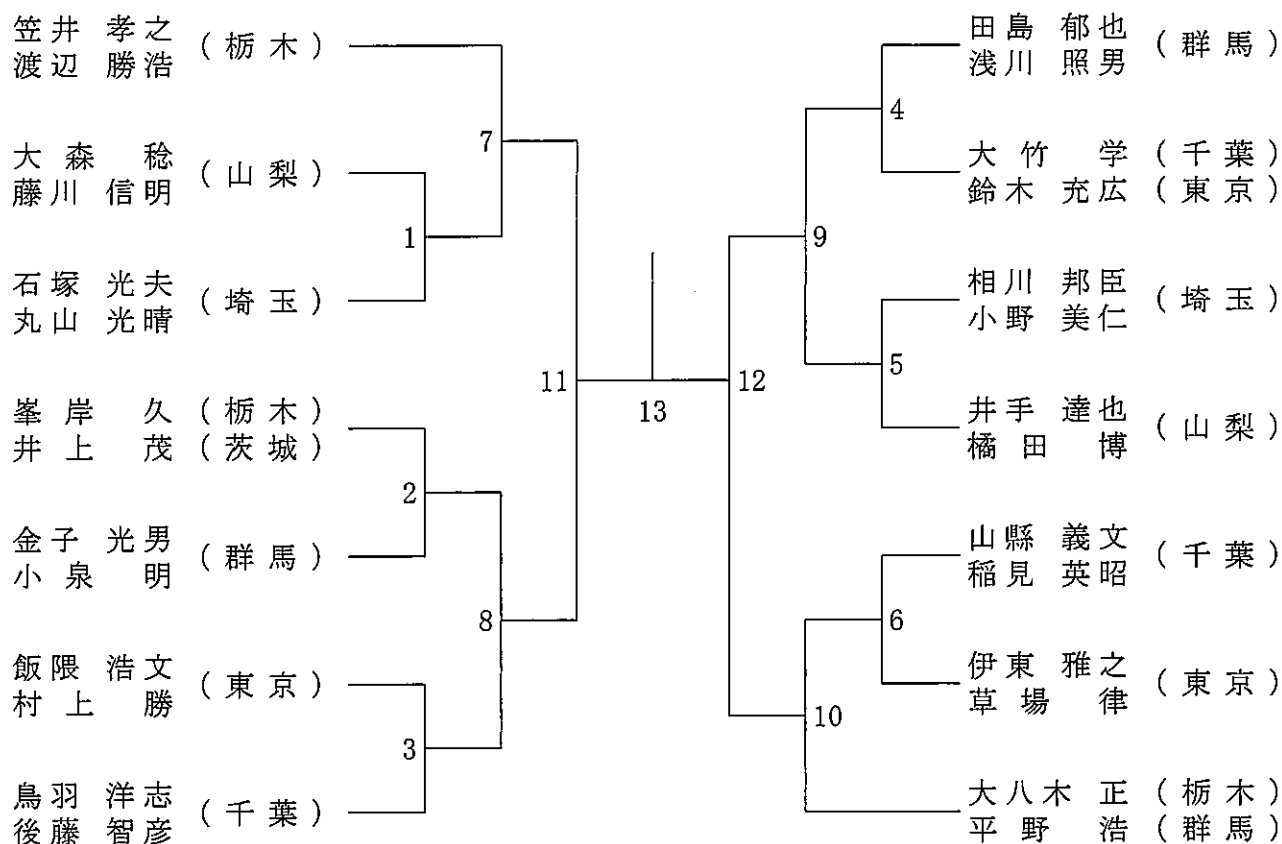 笠井 孝之
渡辺 勝浩
(栃木)
大森 稔
藤川 信明
(山梨)
石塚 光夫
丸山 光晴
(埼玉)
峯岸 久 (栃木)
井上 茂 (茨城)
金子 光男
小泉 明
(群馬)
飯隈 浩文
村上 勝
(東京)
鳥羽 洋志
後藤 智彦
(千葉)
7
1
2
8
3
11
13
12
田島 郁也
浅川 照男
(群馬)
4
大竹 学 (千葉)
鈴木 充広 (東京)
9
相川 邦臣
小野 美仁
(埼玉)
5
井手 達也
橘田 博
(山梨)
山縣 義文
稲見 英昭
(千葉)
6
伊東 雅之
草場 律
(東京)
10
大八木 正 (栃木)
平野 浩 (群馬)